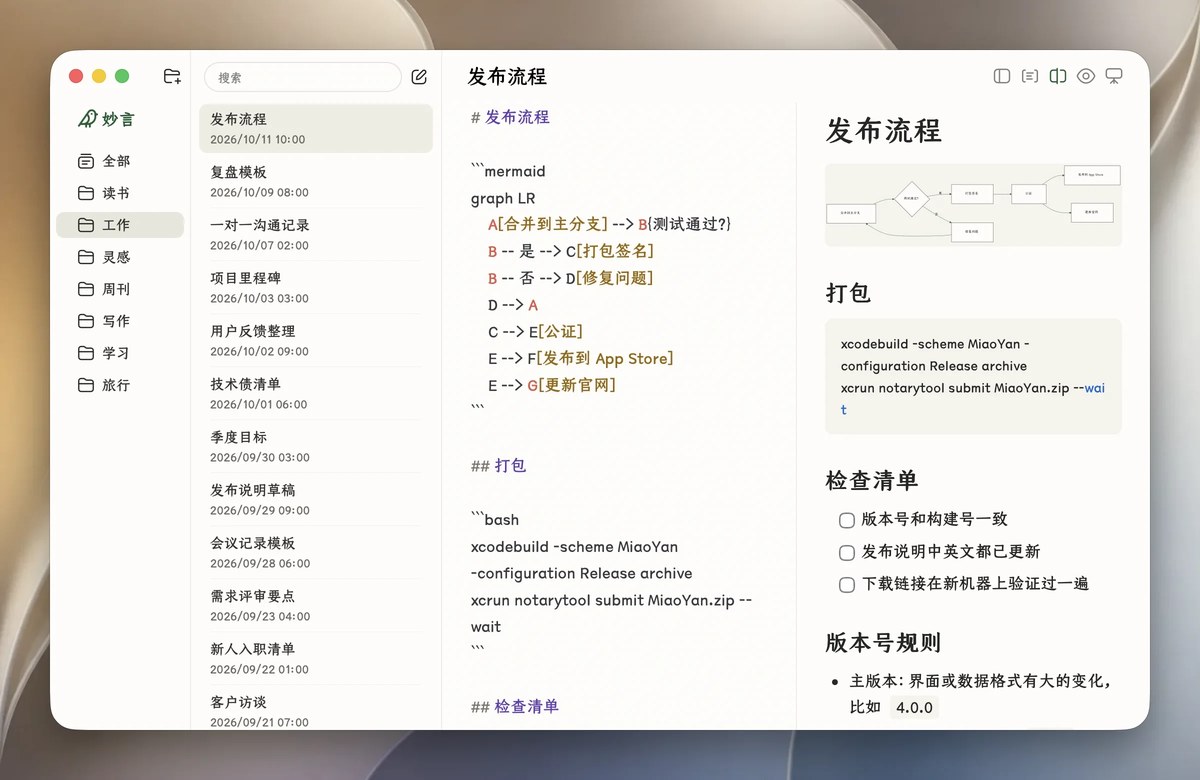 妙言
全部
读书
工作
灵感
周刊
写作
学习
旅行
搜索
发布流程
2026/10/11 10:00
复盘模板
2026/10/09 08:00
一对一沟通记录
2026/10/07 02:00
项目里程碑
2026/10/03 03:00
用户反馈整理
2026/10/02 09:00
技术债清单
2026/10/01 06:00
季度目标
2026/09/30 03:00
发布说明草稿
2026/09/29 09:00
会议记录模板
2026/09/28 06:00
需求评审要点
2026/09/23 04:00
新人入职清单
2026/09/22 01:00
客户访谈
2026/09/21 07:00
发布流程
# 发布流程
```mermaid
graph LR
A[合并到主分支] --> B{测试通过?}
B -- 是 --> C[打包签名]
B -- 否 --> D[修复问题]
D --> A
C --> E[公证]
E --> F[发布到 App Store]
E --> G[更新官网]
```
## 打包
```bash
xcodebuild -scheme MiaoYan
-configuration Release archive
xcrun notarytool submit MiaoYan.zip --
wait
```
## 检查清单
发布流程
打包
xcodebuild -scheme MiaoYan -
configuration Release archive
xcrun notarytool submit MiaoYan.zip --wai
t
检查清单
版本号和构建号一致
发布说明中英文都已更新
下载链接在新机器上验证过一遍
版本号规则
主版本：界面或数据格式有大的变化，
比如 4.0.0